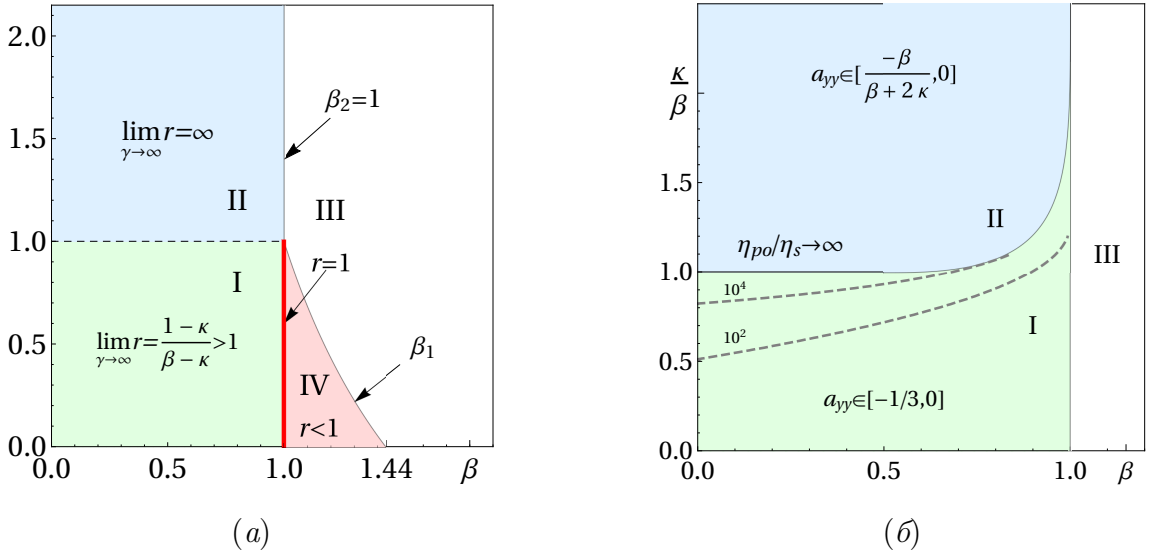 2.0
1.5
1.0
0.5
0.0
0.0
0.5
1.0
1.44
β
lim r=∞
γ→∞
II
β₂=1
III
I
r=1
lim r= (1−κ)/(β−κ) >1
γ→∞
β₁
IV
r<1
(а)
κ/β
1.5
1.0
0.5
0.0
0.0
0.5
1.0
β
a_yy∈[−β/(β+2 κ),0]
II
η_po/η_s→∞
III
10⁴
10²
I
a_yy∈[−1/3,0]
(б)